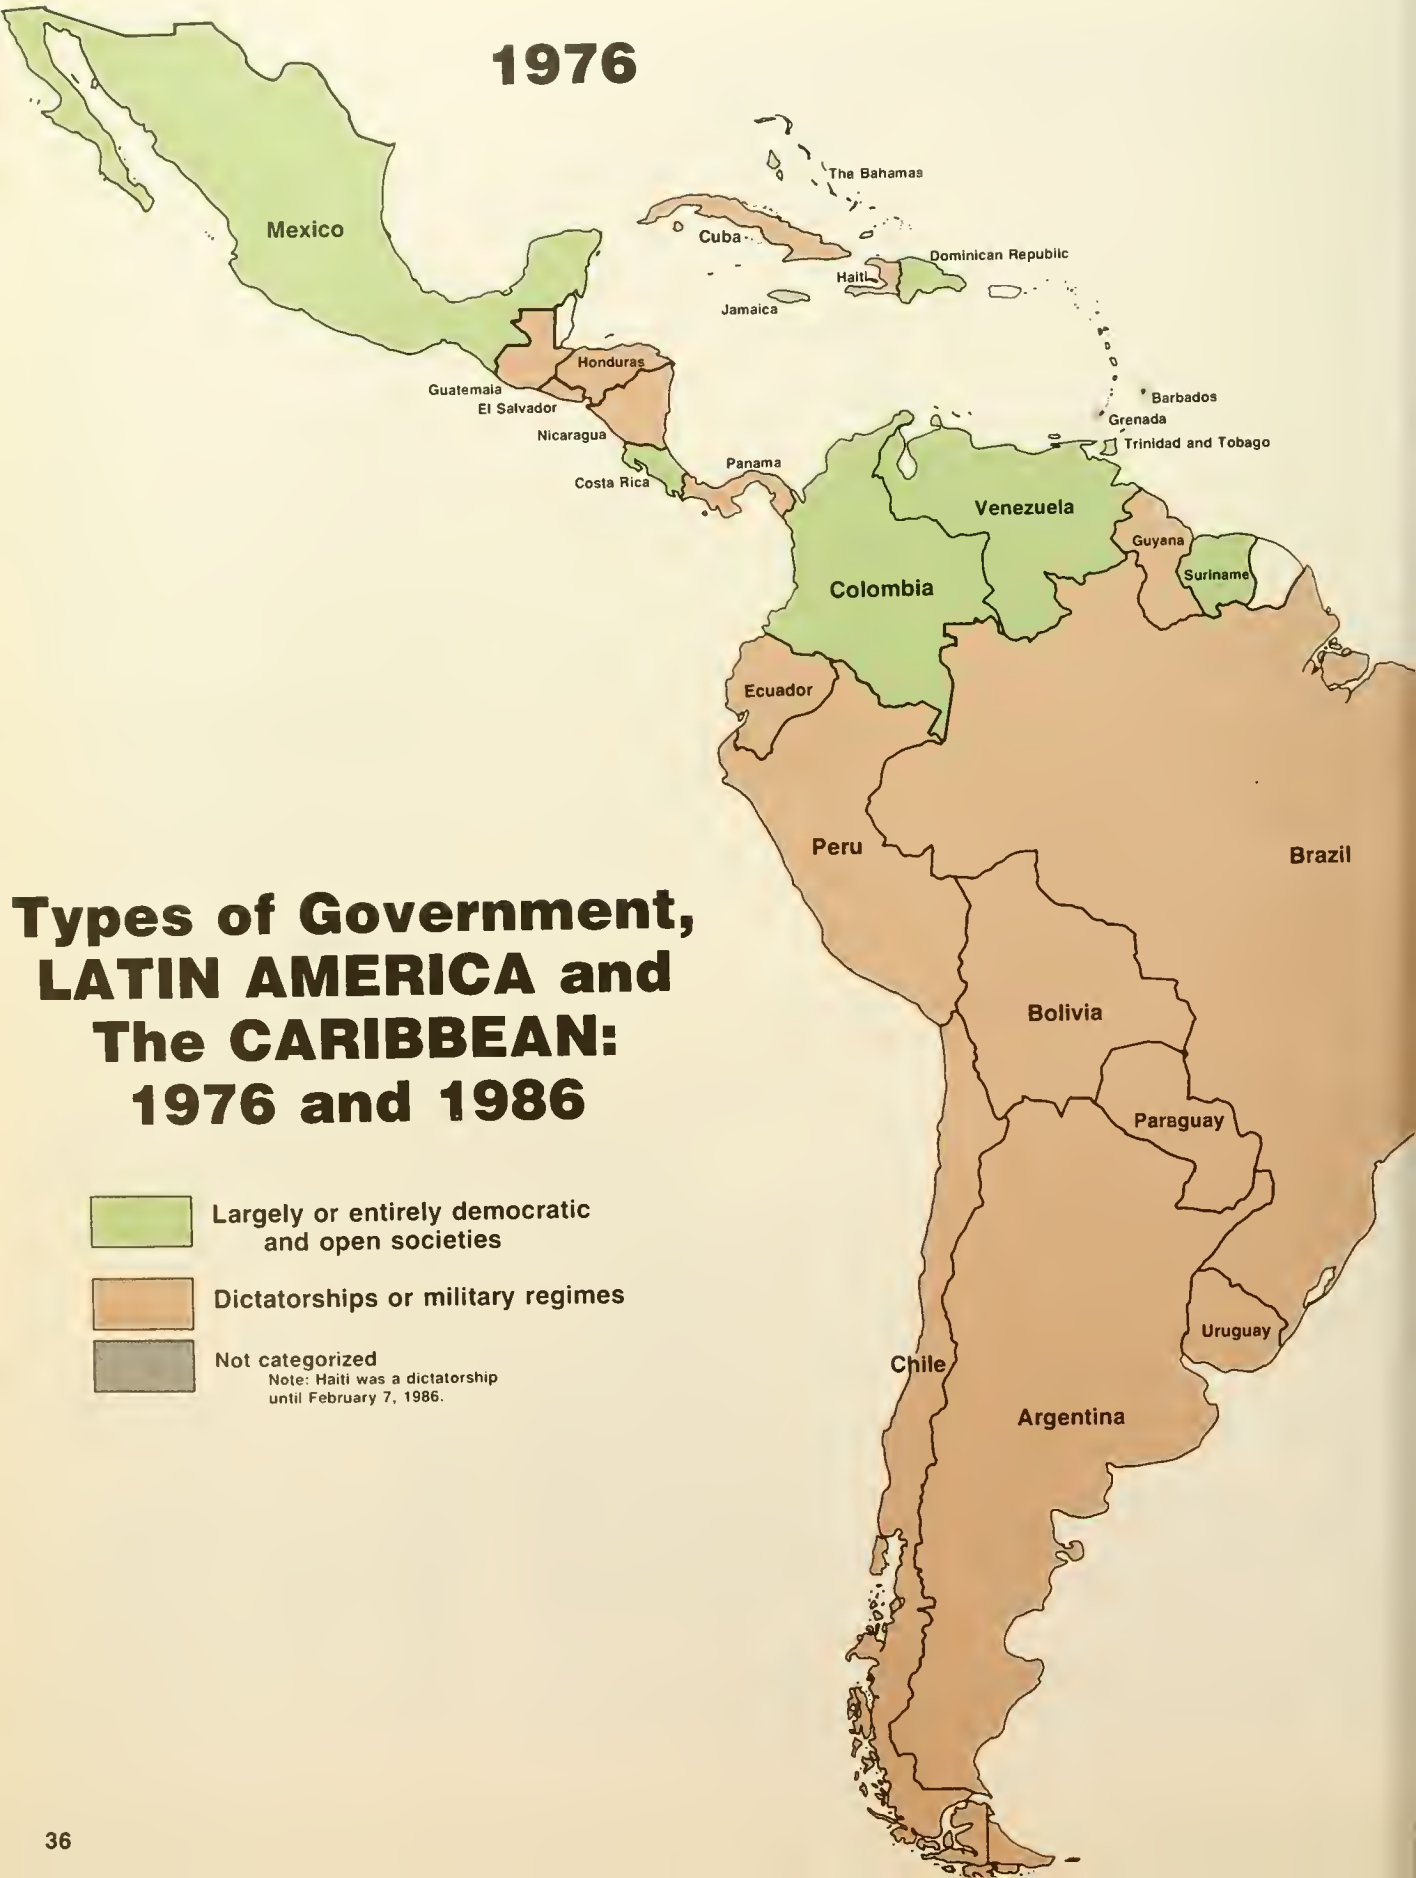 1976
The Bahamas
Mexico
Cuba
Dominican Republic
Haiti
Jamaica
Honduras
Guatemala
El Salvador
Barbados
Grenada
Nicaragua
Trinidad and Tobago
Panama
Costa Rica
Venezuela
Guyana
Suriname
Colombia
Ecuador
Peru
Brazil
Types of Government,
LATIN AMERICA and
The CARIBBEAN:
1976 and 1986
Bolivia
Paraguay
Largely or entirely democratic
and open societies
Dictatorships or military regimes
Uruguay
Not categorized
Note: Haiti was a dictatorship
until February 7, 1986.
Chile
Argentina
36